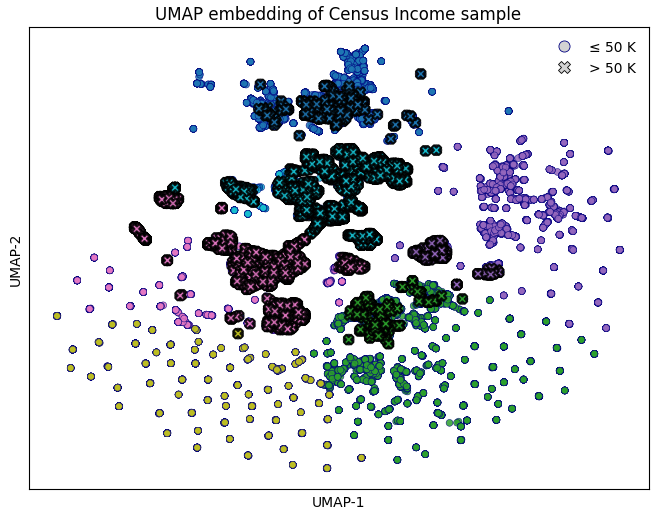 UMAP embedding of Census Income sample
≤ 50 K
> 50 K
UMAP-2
UMAP-1